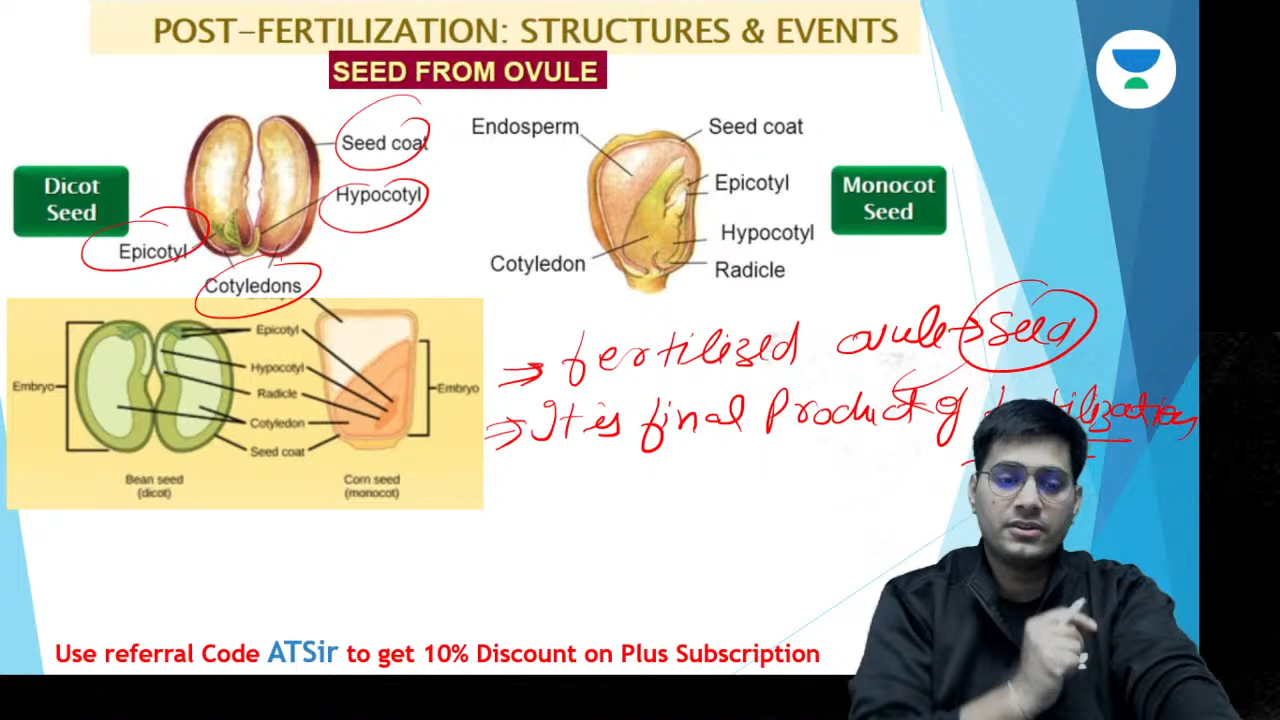 POST-FERTILIZATION: STRUCTURES & EVENTS
SEED FROM OVULE
Dicot
Seed
Seed coat
Hypocotyl
Epicotyl
Cotyledons
Endosperm
Seed coat
Epicotyl
Hypocotyl
Cotyledon
Radicle
Monocot
Seed
Embryo
Epicotyl
Hypocotyl
Radicle
Cotyledon
Seed coat
Embryo
Bean seed
(dicot)
Corn seed
(monocot)
⇒ fertilized ovule → seed
⇒ It is final Product of fertilization
Use referral Code ATSir to get 10% Discount on Plus Subscription